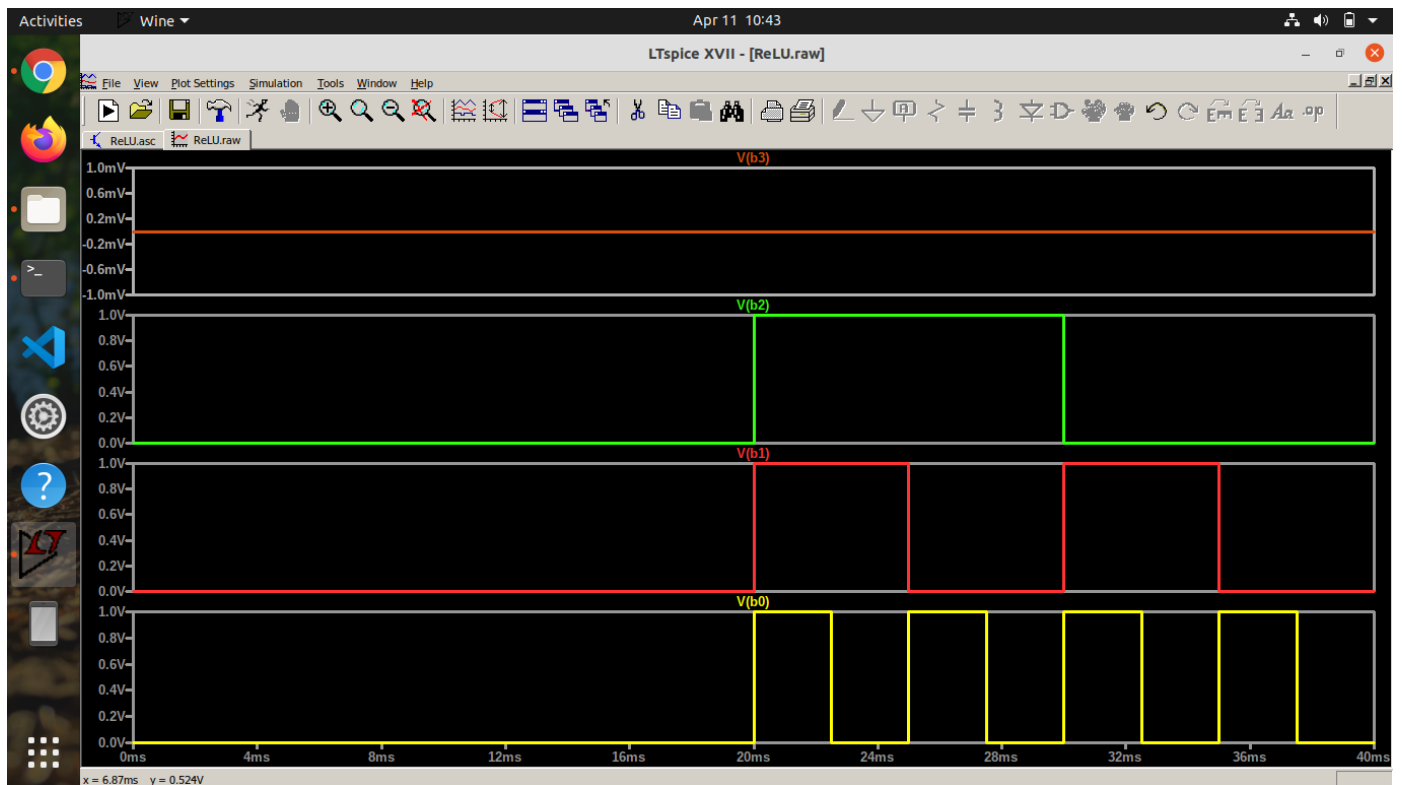 Activities Wine Apr 11 10:43
LTspice XVII - [ReLU.raw]
File View Plot Settings Simulation Tools Window Help
Aa .op
ReLU.asc ReLU.raw
V(b3)
1.0mV
0.6mV
0.2mV
-0.2mV
-0.6mV
-1.0mV
V(b2)
1.0V
0.8V
0.6V
0.4V
0.2V
0.0V
V(b1)
1.0V
0.8V
0.6V
0.4V
0.2V
0.0V
V(b0)
1.0V
0.8V
0.6V
0.4V
0.2V
0.0V
0ms 4ms 8ms 12ms 16ms 20ms 24ms 28ms 32ms 36ms 40ms
x = 6.87ms y = 0.524V